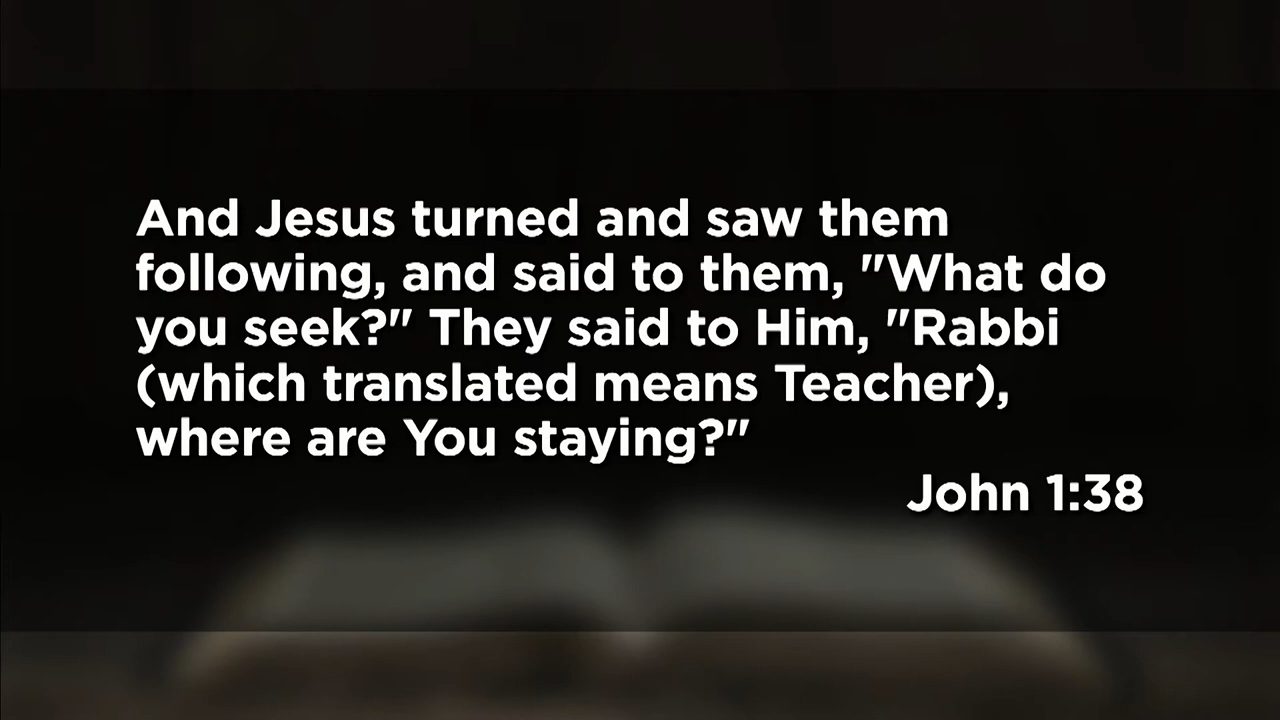 And Jesus turned and saw them
following, and said to them, "What do
you seek?" They said to Him, "Rabbi
(which translated means Teacher),
where are You staying?"
John 1:38